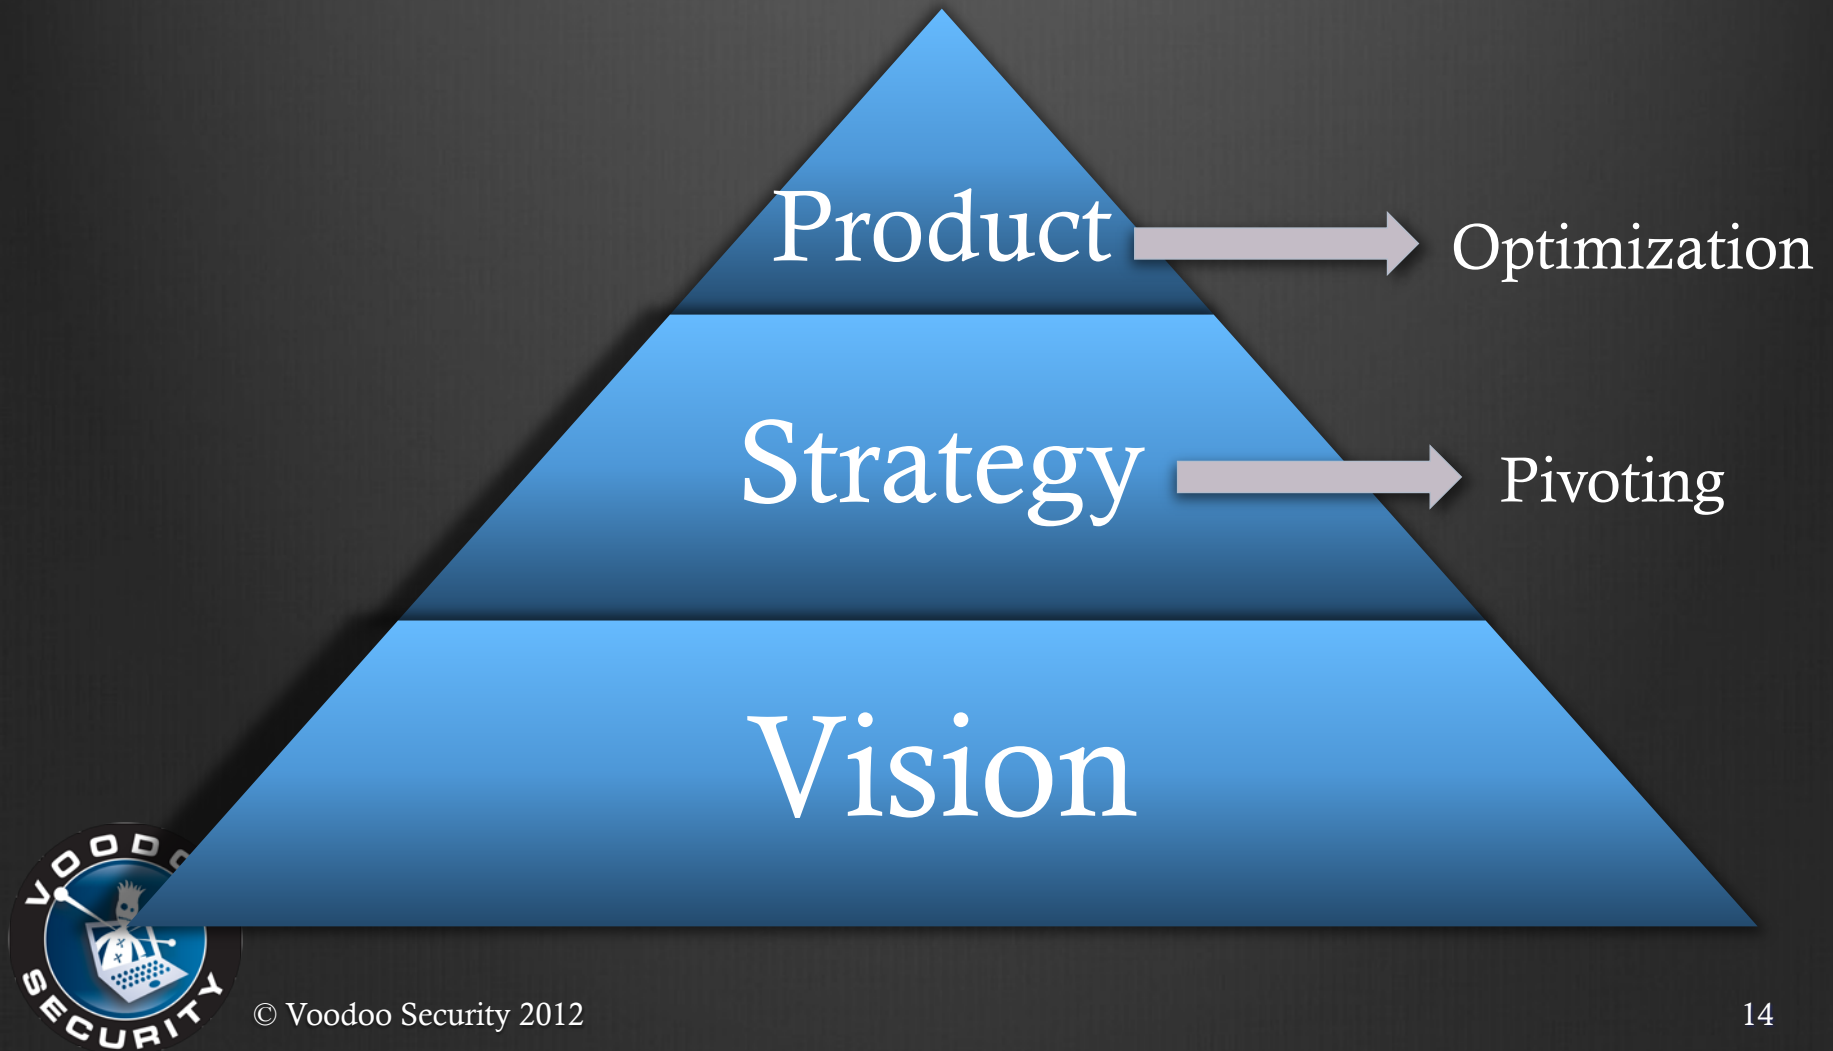 Product
Optimization
Strategy
Pivoting
Vision
VOODOO
SECURITY
© Voodoo Security 2012
14